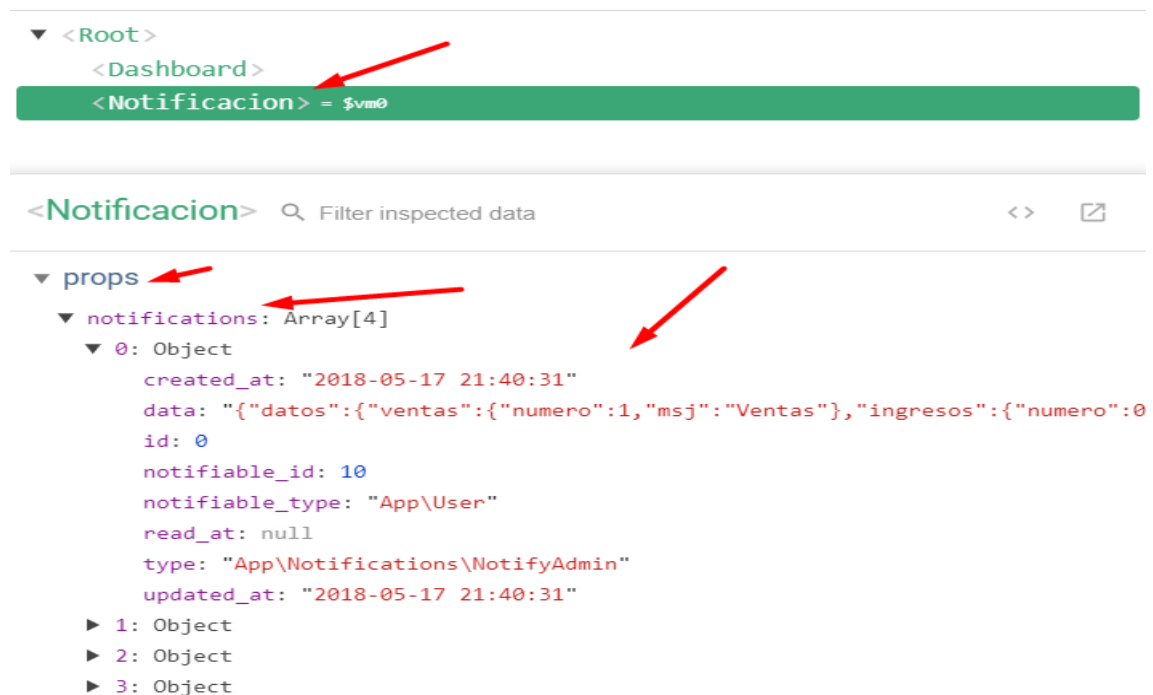 ▼ <Root>
<Dashboard>
<Notificacion> = $vm0
<Notificacion> Filter inspected data < >
▼ props
▼ notifications: Array[4]
▼ 0: Object
created_at: "2018-05-17 21:40:31"
data: "{"datos":{"ventas":{"numero":1,"msj":"Ventas"},"ingresos":{"numero":0
id: 0
notifiable_id: 10
notifiable_type: "App\User"
read_at: null
type: "App\Notifications\NotifyAdmin"
updated_at: "2018-05-17 21:40:31"
▶ 1: Object
▶ 2: Object
▶ 3: Object